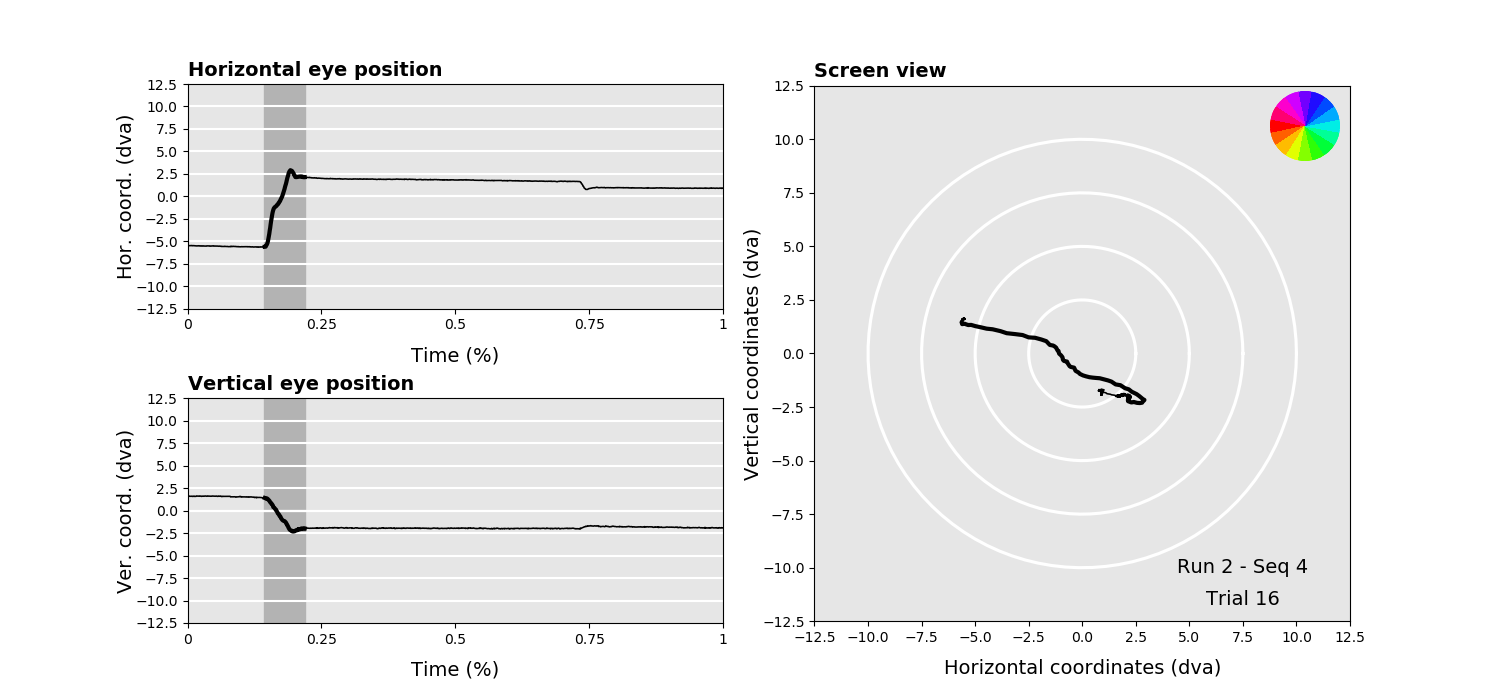 Horizontal eye position
Hor. coord. (dva)
12.5
10.0
7.5
5.0
2.5
0.0
−2.5
−5.0
−7.5
−10.0
−12.5
0 0.25 0.5 0.75 1
Time (%)
Vertical eye position
Ver. coord. (dva)
12.5
10.0
7.5
5.0
2.5
0.0
−2.5
−5.0
−7.5
−10.0
−12.5
0 0.25 0.5 0.75 1
Time (%)
Screen view
Vertical coordinates (dva)
12.5
10.0
7.5
5.0
2.5
0.0
−2.5
−5.0
−7.5
−10.0
−12.5
Run 2 - Seq 4
Trial 16
−12.5 −10.0 −7.5 −5.0 −2.5 0.0 2.5 5.0 7.5 10.0 12.5
Horizontal coordinates (dva)